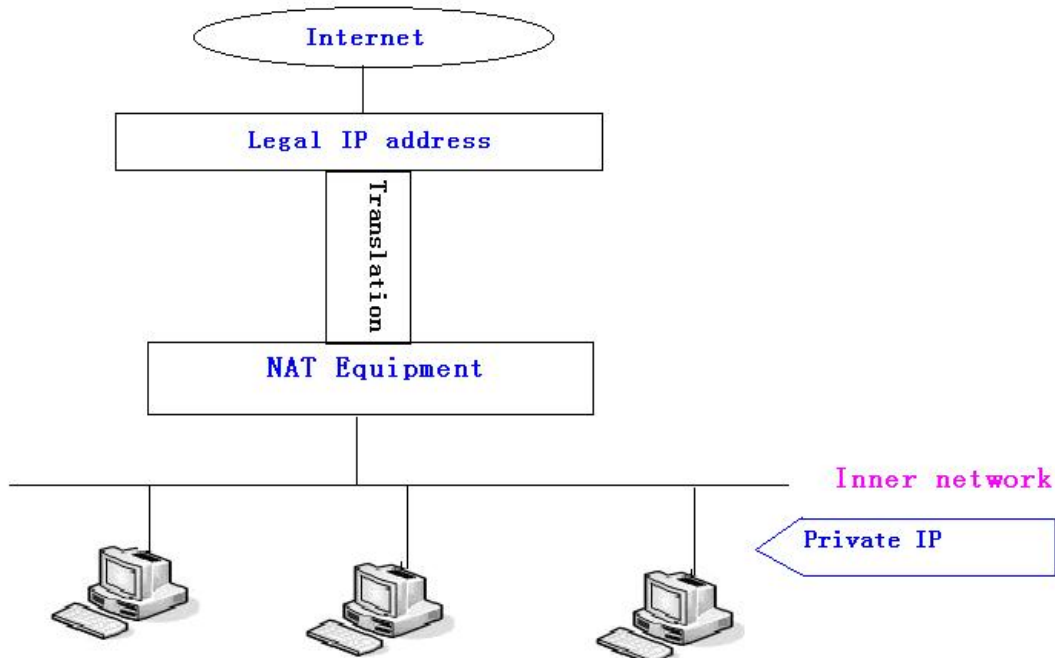 Internet
Legal IP address
Translation
NAT Equipment
Inner network
Private IP